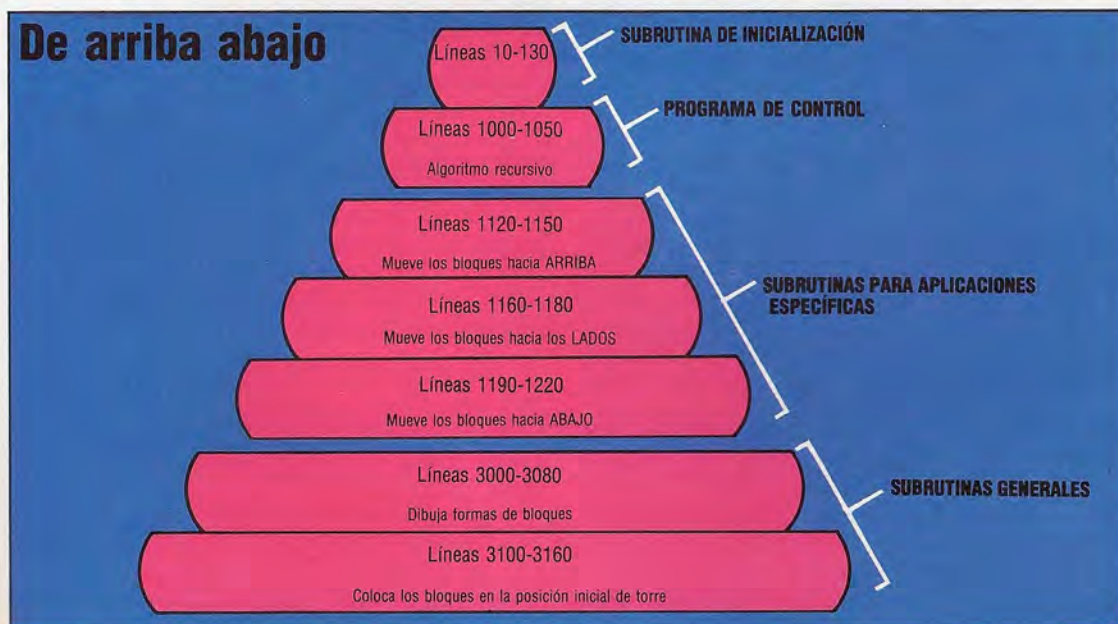 De arriba abajo
Líneas 10-130
SUBRUTINA DE INICIALIZACIÓN
Líneas 1000-1050
Algoritmo recursivo
PROGRAMA DE CONTROL
Líneas 1120-1150
Mueve los bloques hacia ARRIBA
Líneas 1160-1180
Mueve los bloques hacia los LADOS
Líneas 1190-1220
Mueve los bloques hacia ABAJO
SUBRUTINAS PARA APLICACIONES
ESPECÍFICAS
Líneas 3000-3080
Dibuja formas de bloques
Líneas 3100-3160
Coloca los bloques en la posición inicial de torre
SUBRUTINAS GENERALES